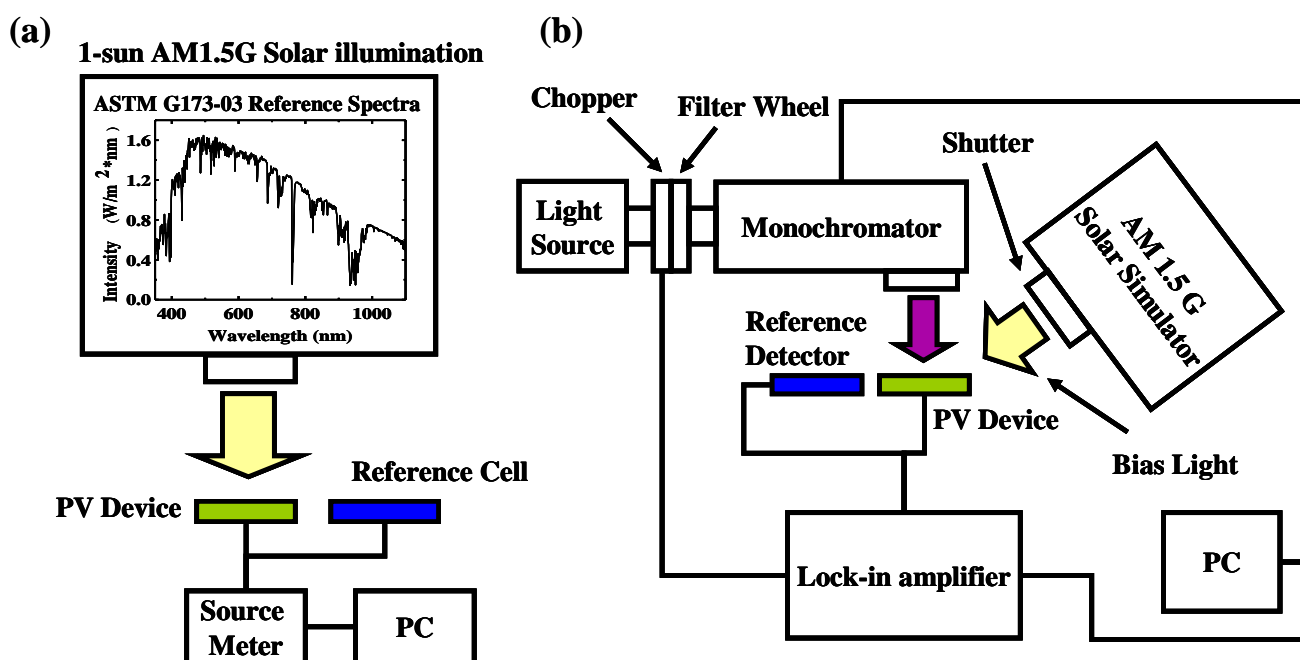 (a)
1-sun AM1.5G Solar illumination
ASTM G173-03 Reference Spectra
Intensity (W/m^2*nm)
1.6
1.2
0.8
0.4
0.0
400 600 800 1000
Wavelength (nm)
Reference Cell
PV Device
Source
Meter
PC
(b)
Chopper
Filter Wheel
Shutter
Light
Source
Monochromator
AM 1.5 G
Solar Simulator
Reference
Detector
PV Device
Bias Light
Lock-in amplifier
PC